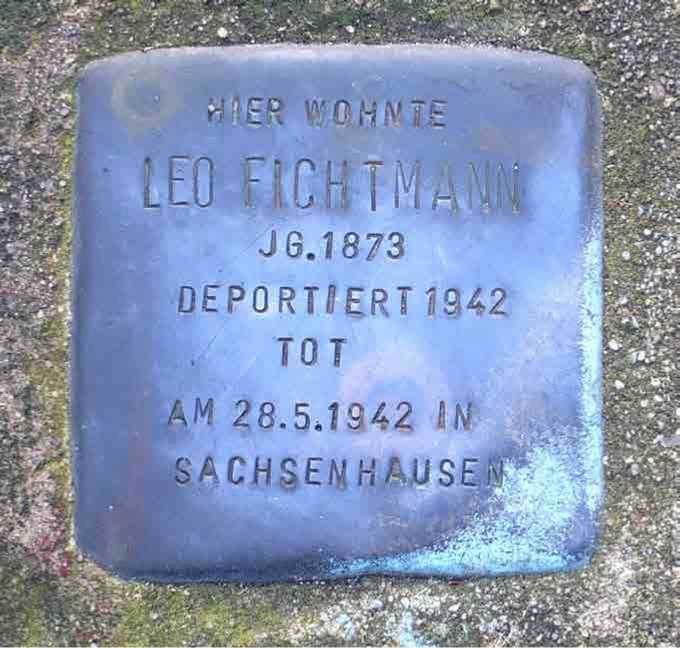 HIER WOHNTE
LEO FICHTMANN
JG.1873
DEPORTIERT 1942
TOT
AM 28.5.1942 IN
SACHSENHAUSEN